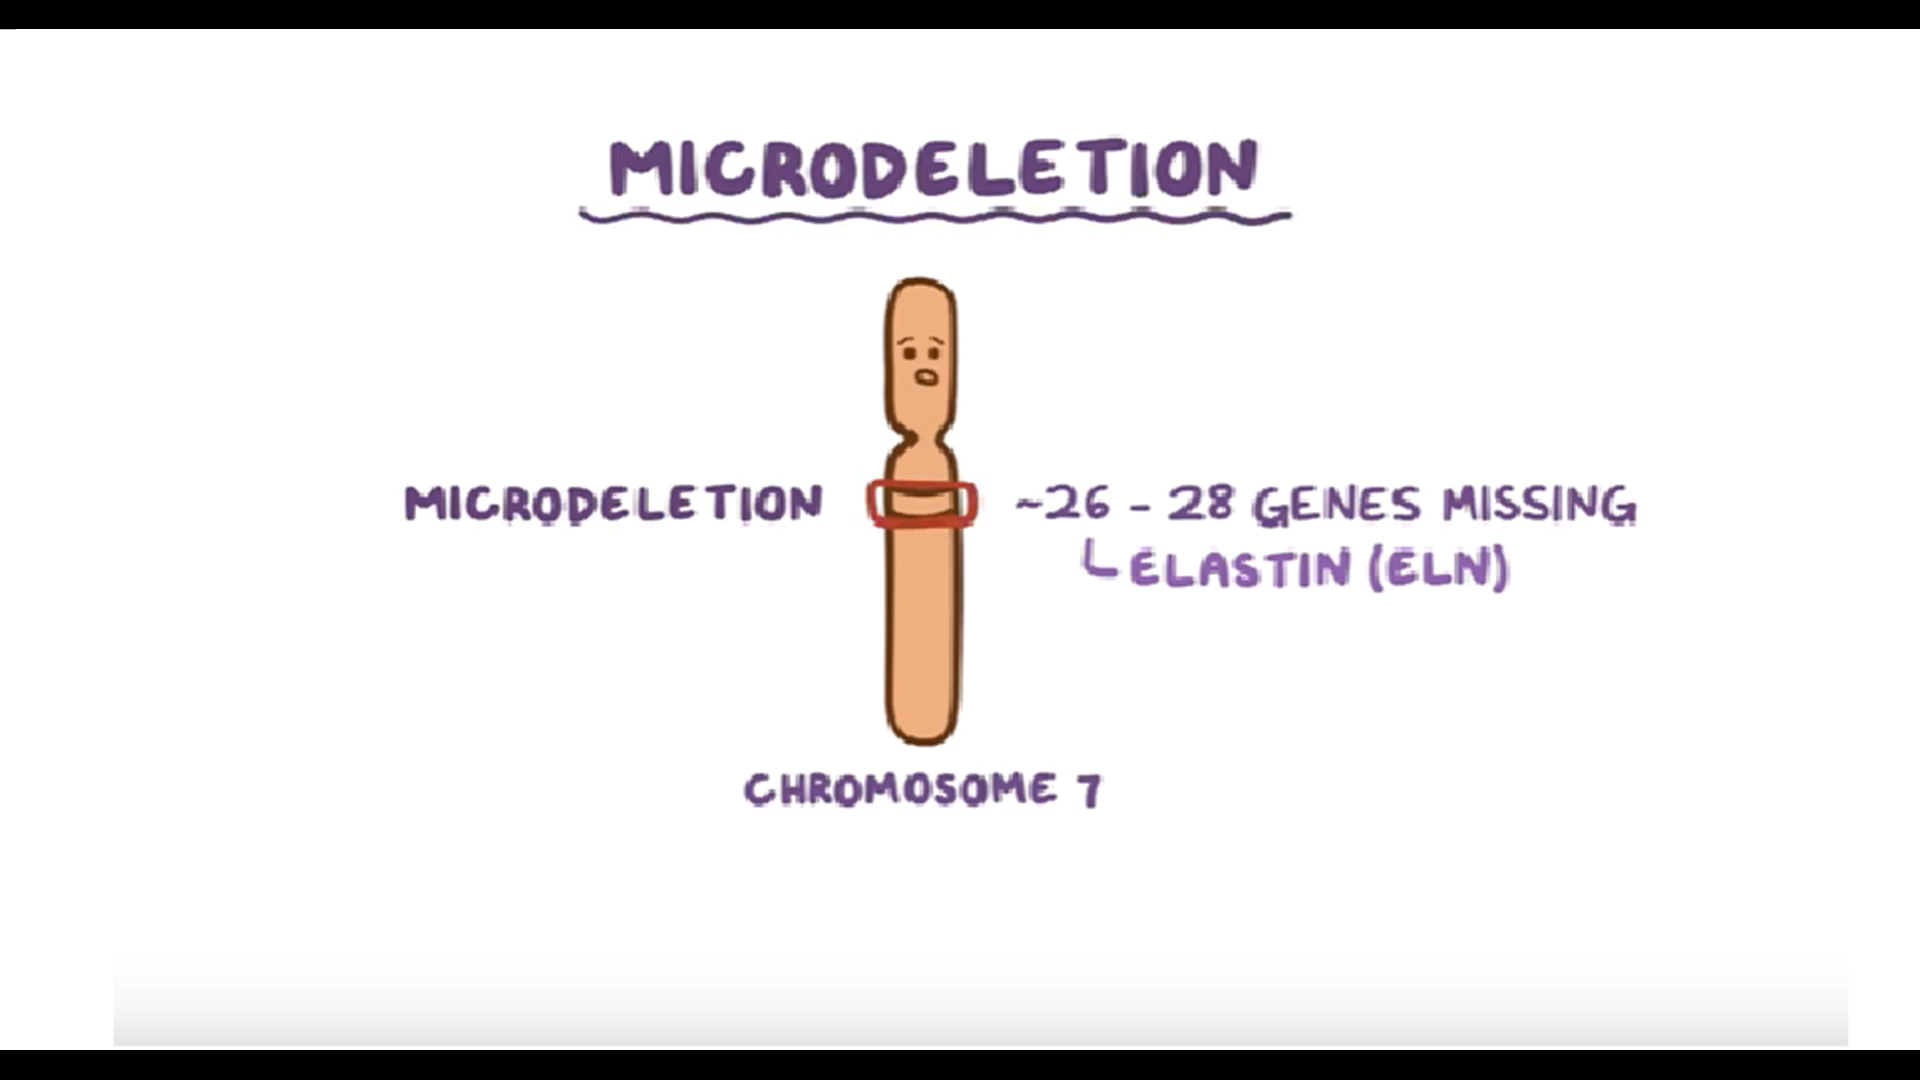 MICRODELETION
MICRODELETION
~26 - 28 GENES MISSING
ELASTIN (ELN)
CHROMOSOME 7